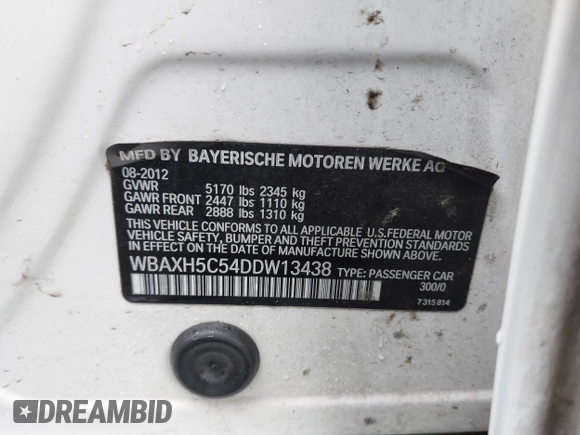 MFD BY BAYERISCHE MOTOREN WERKE AG
08-2012
GVWR 5170 lbs 2345 kg
GAWR FRONT 2447 lbs 1110 kg
GAWR REAR 2888 lbs 1310 kg
THIS VEHICLE CONFORMS TO ALL APPLICABLE U.S.FEDERAL MOTOR
VEHICLE SAFETY, BUMPER, AND THEFT PREVENTION STANDARDS
IN EFFECT ON THE DATE OF MANUFACTURE SHOWN ABOVE.
WBAXH5C54DDW13438 TYPE: PASSENGER CAR
300/0
7 315 814
DREAMBID